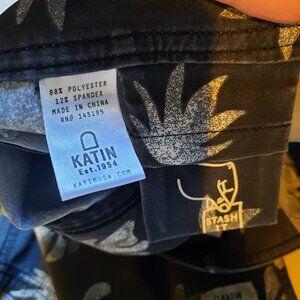 88% POLYESTER
12% SPANDEX
MADE IN CHINA
RN# 145195
KATIN
Est.1954
KATINUSA.COM
STASH
IT